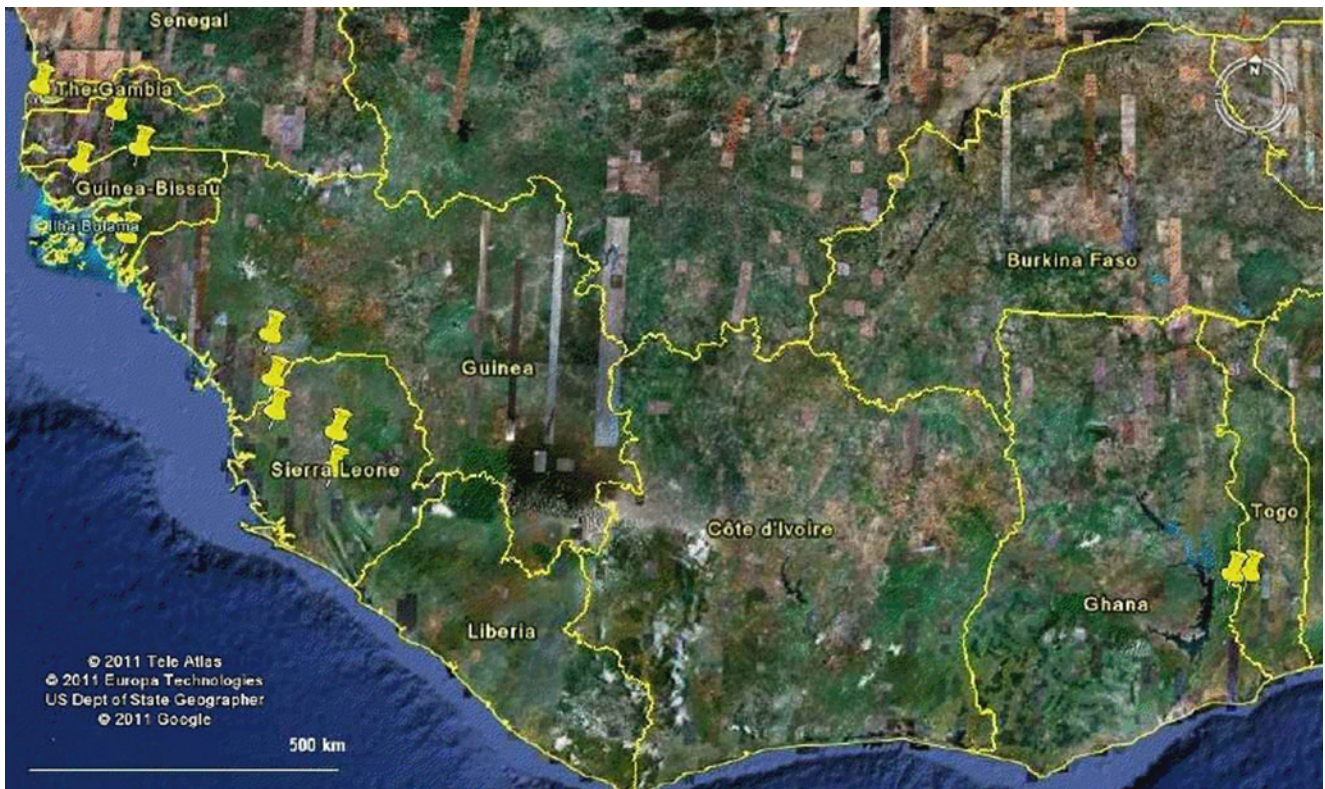 Senegal
The Gambia
Guinea-Bissau
Ilha Bolama
N
Burkina Faso
Guinea
Sierra Leone
Côte d'Ivoire
Togo
Ghana
Liberia
© 2011 Tele Atlas
© 2011 Europa Technologies
US Dept of State Geographer
© 2011 Google
500 km